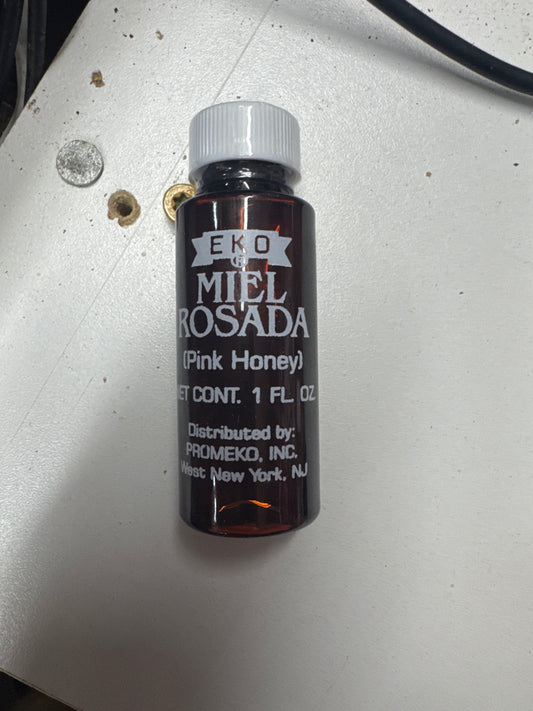 EKO
®
MIEL
ROSADA
(Pink Honey)
ET CONT. 1 FL. OZ
Distributed by:
PROMEKO, INC.
West New York, NJ